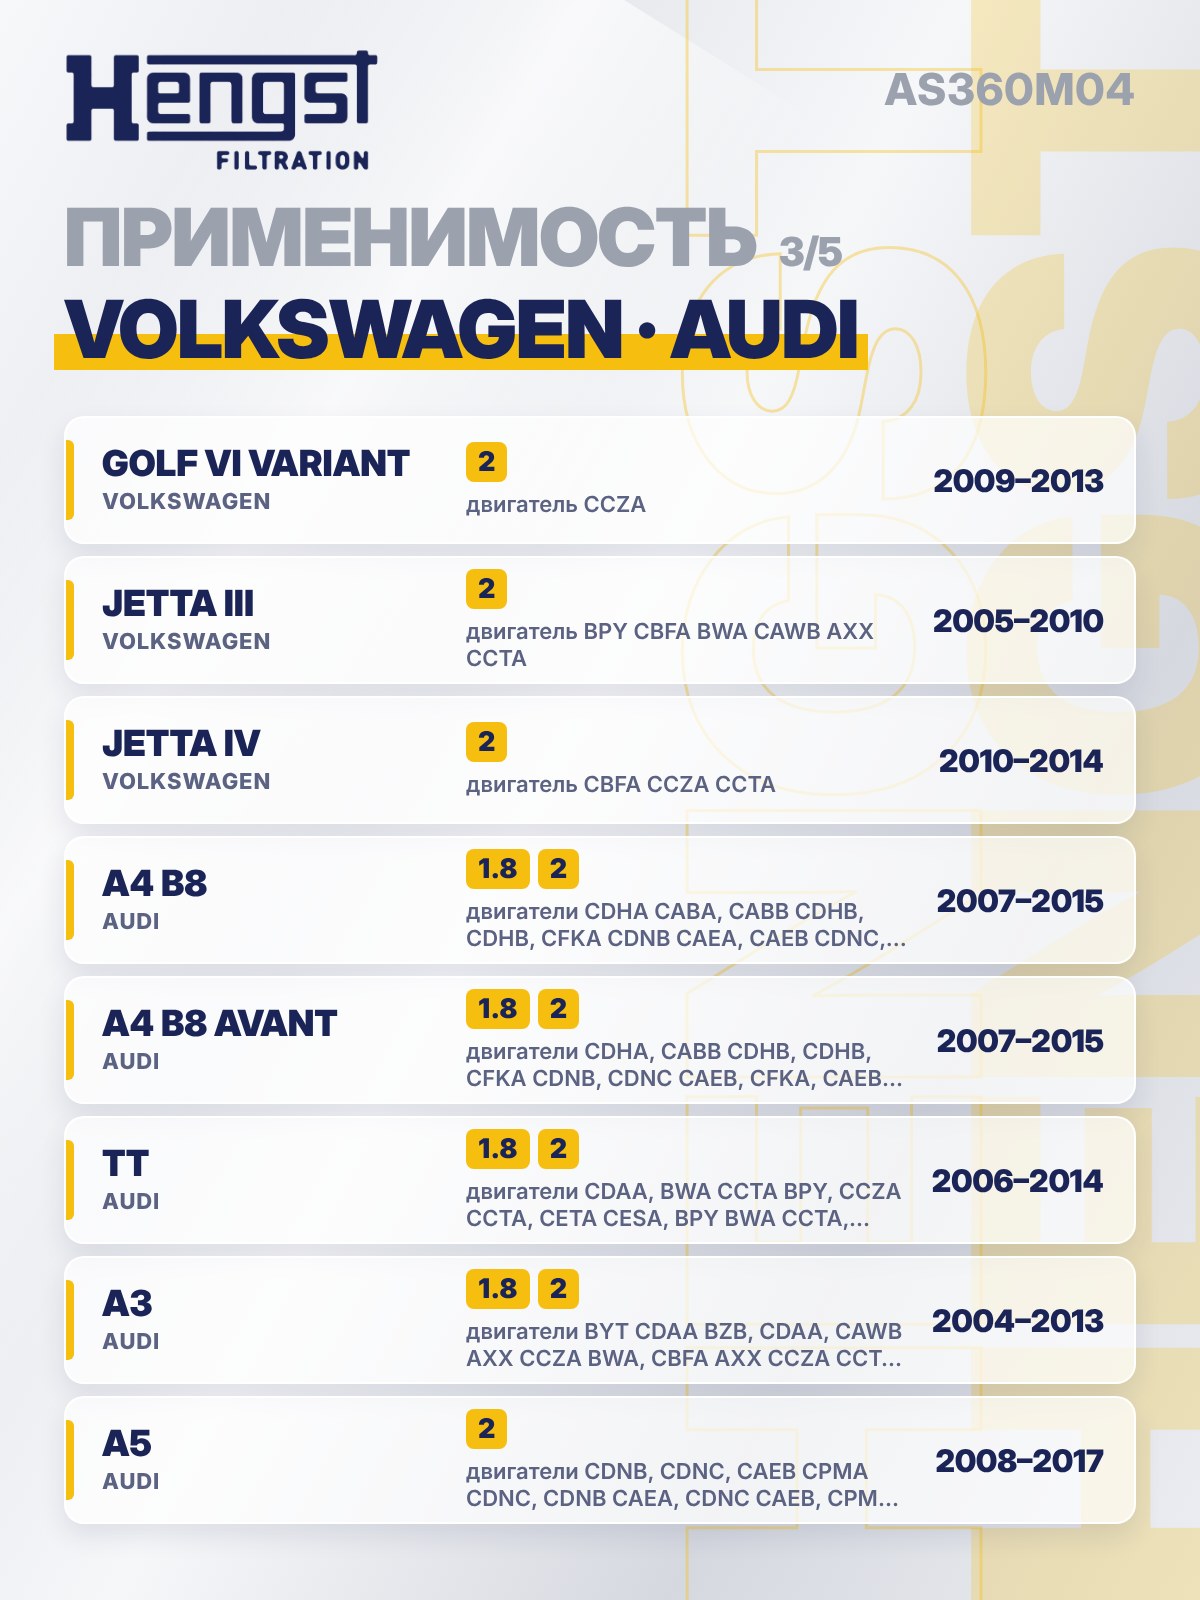 Hengst
FILTRATION
AS360M04
ПРИМЕНИМОСТЬ 3/5
VOLKSWAGEN · AUDI
GOLF VI VARIANT
VOLKSWAGEN
2
двигатель CCZA
2009–2013
JETTA III
VOLKSWAGEN
2
двигатель BPY CBFA BWA CAWB AXX
CCTA
2005–2010
JETTA IV
VOLKSWAGEN
2
двигатель CBFA CCZA CCTA
2010–2014
A4 B8
AUDI
1.8 2
двигатели CDHA CABA, CABB CDHB,
CDHB, CFKA CDNB CAEA, CAEB CDNC,...
2007–2015
A4 B8 AVANT
AUDI
1.8 2
двигатели CDHA, CABB CDHB, CDHB,
CFKA CDNB, CDNC CAEB, CFKA, CAEB...
2007–2015
TT
AUDI
1.8 2
двигатели CDAA, BWA CCTA BPY, CCZA
CCTA, CETA CESA, BPY BWA CCTA,...
2006–2014
A3
AUDI
1.8 2
двигатели BYT CDAA BZB, CDAA, CAWB
AXX CCZA BWA, CBFA AXX CCZA CCT...
2004–2013
A5
AUDI
2
двигатели CDNB, CDNC, CAEB CPMA
CDNC, CDNB CAEA, CDNC CAEB, CPM...
2008–2017
HENGST
HENGST